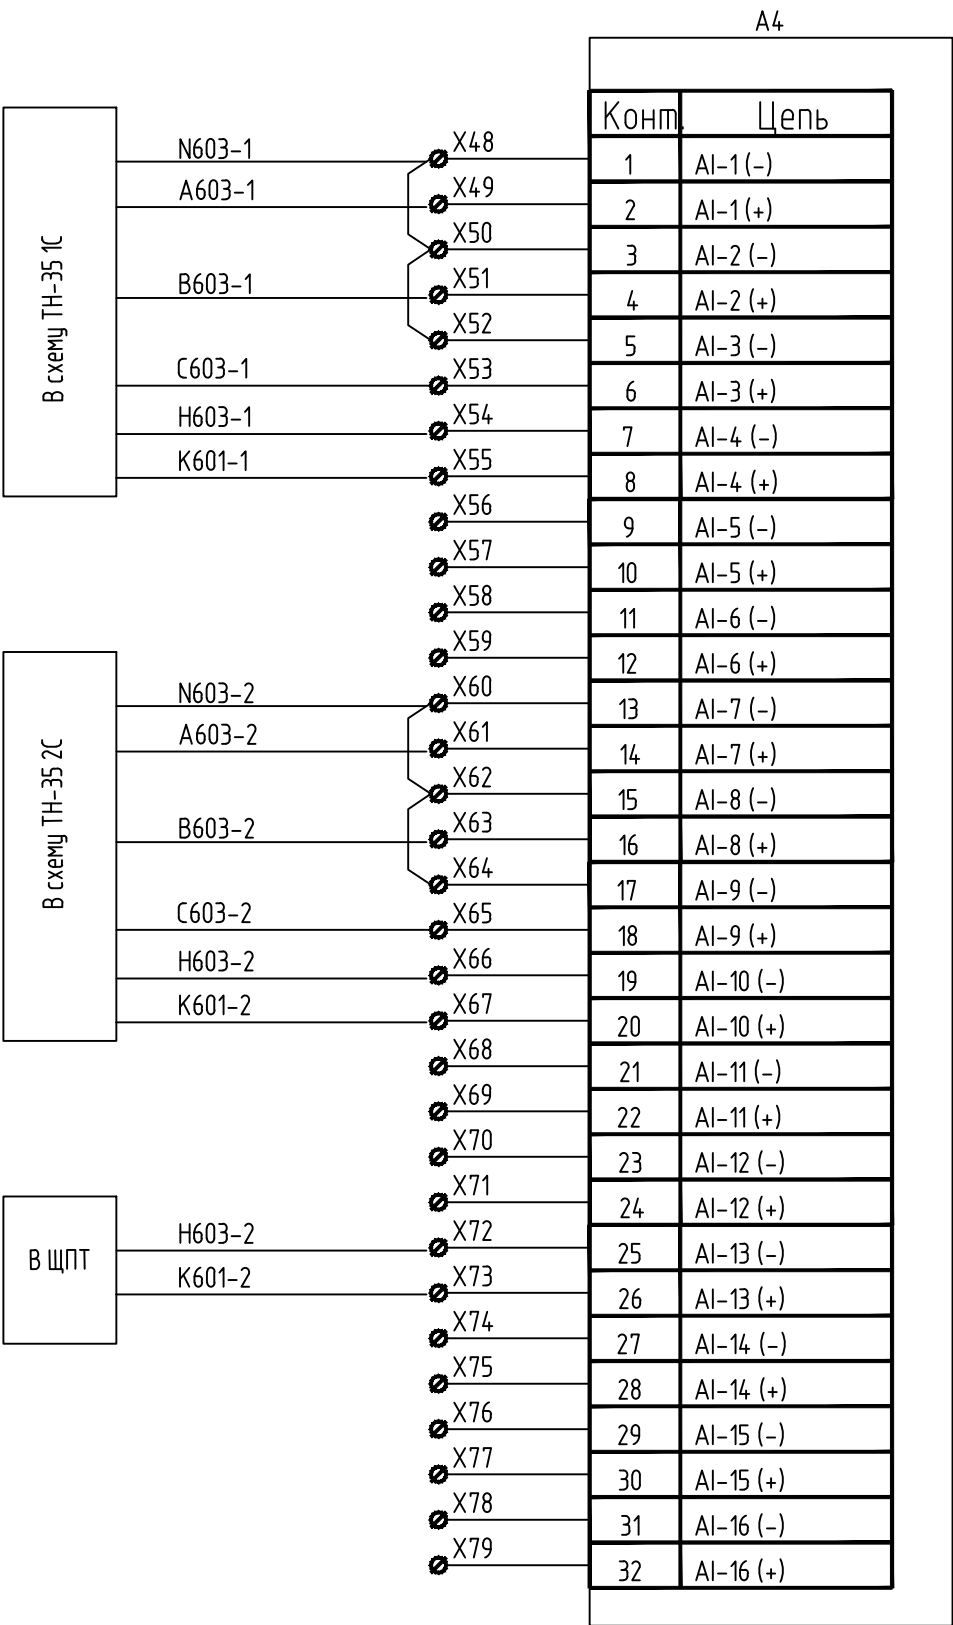 А4
Конт. Цепь
В схему ТН-35 1С
N603-1 X48 1 AI-1 (-)
A603-1 X49 2 AI-1 (+)
X50 3 AI-2 (-)
B603-1 X51 4 AI-2 (+)
X52 5 AI-3 (-)
C603-1 X53 6 AI-3 (+)
H603-1 X54 7 AI-4 (-)
K601-1 X55 8 AI-4 (+)
X56 9 AI-5 (-)
X57 10 AI-5 (+)
X58 11 AI-6 (-)
X59 12 AI-6 (+)
В схему ТН-35 2С
N603-2 X60 13 AI-7 (-)
A603-2 X61 14 AI-7 (+)
X62 15 AI-8 (-)
B603-2 X63 16 AI-8 (+)
X64 17 AI-9 (-)
C603-2 X65 18 AI-9 (+)
H603-2 X66 19 AI-10 (-)
K601-2 X67 20 AI-10 (+)
X68 21 AI-11 (-)
X69 22 AI-11 (+)
X70 23 AI-12 (-)
X71 24 AI-12 (+)
В ЩПТ
H603-2 X72 25 AI-13 (-)
K601-2 X73 26 AI-13 (+)
X74 27 AI-14 (-)
X75 28 AI-14 (+)
X76 29 AI-15 (-)
X77 30 AI-15 (+)
X78 31 AI-16 (-)
X79 32 AI-16 (+)